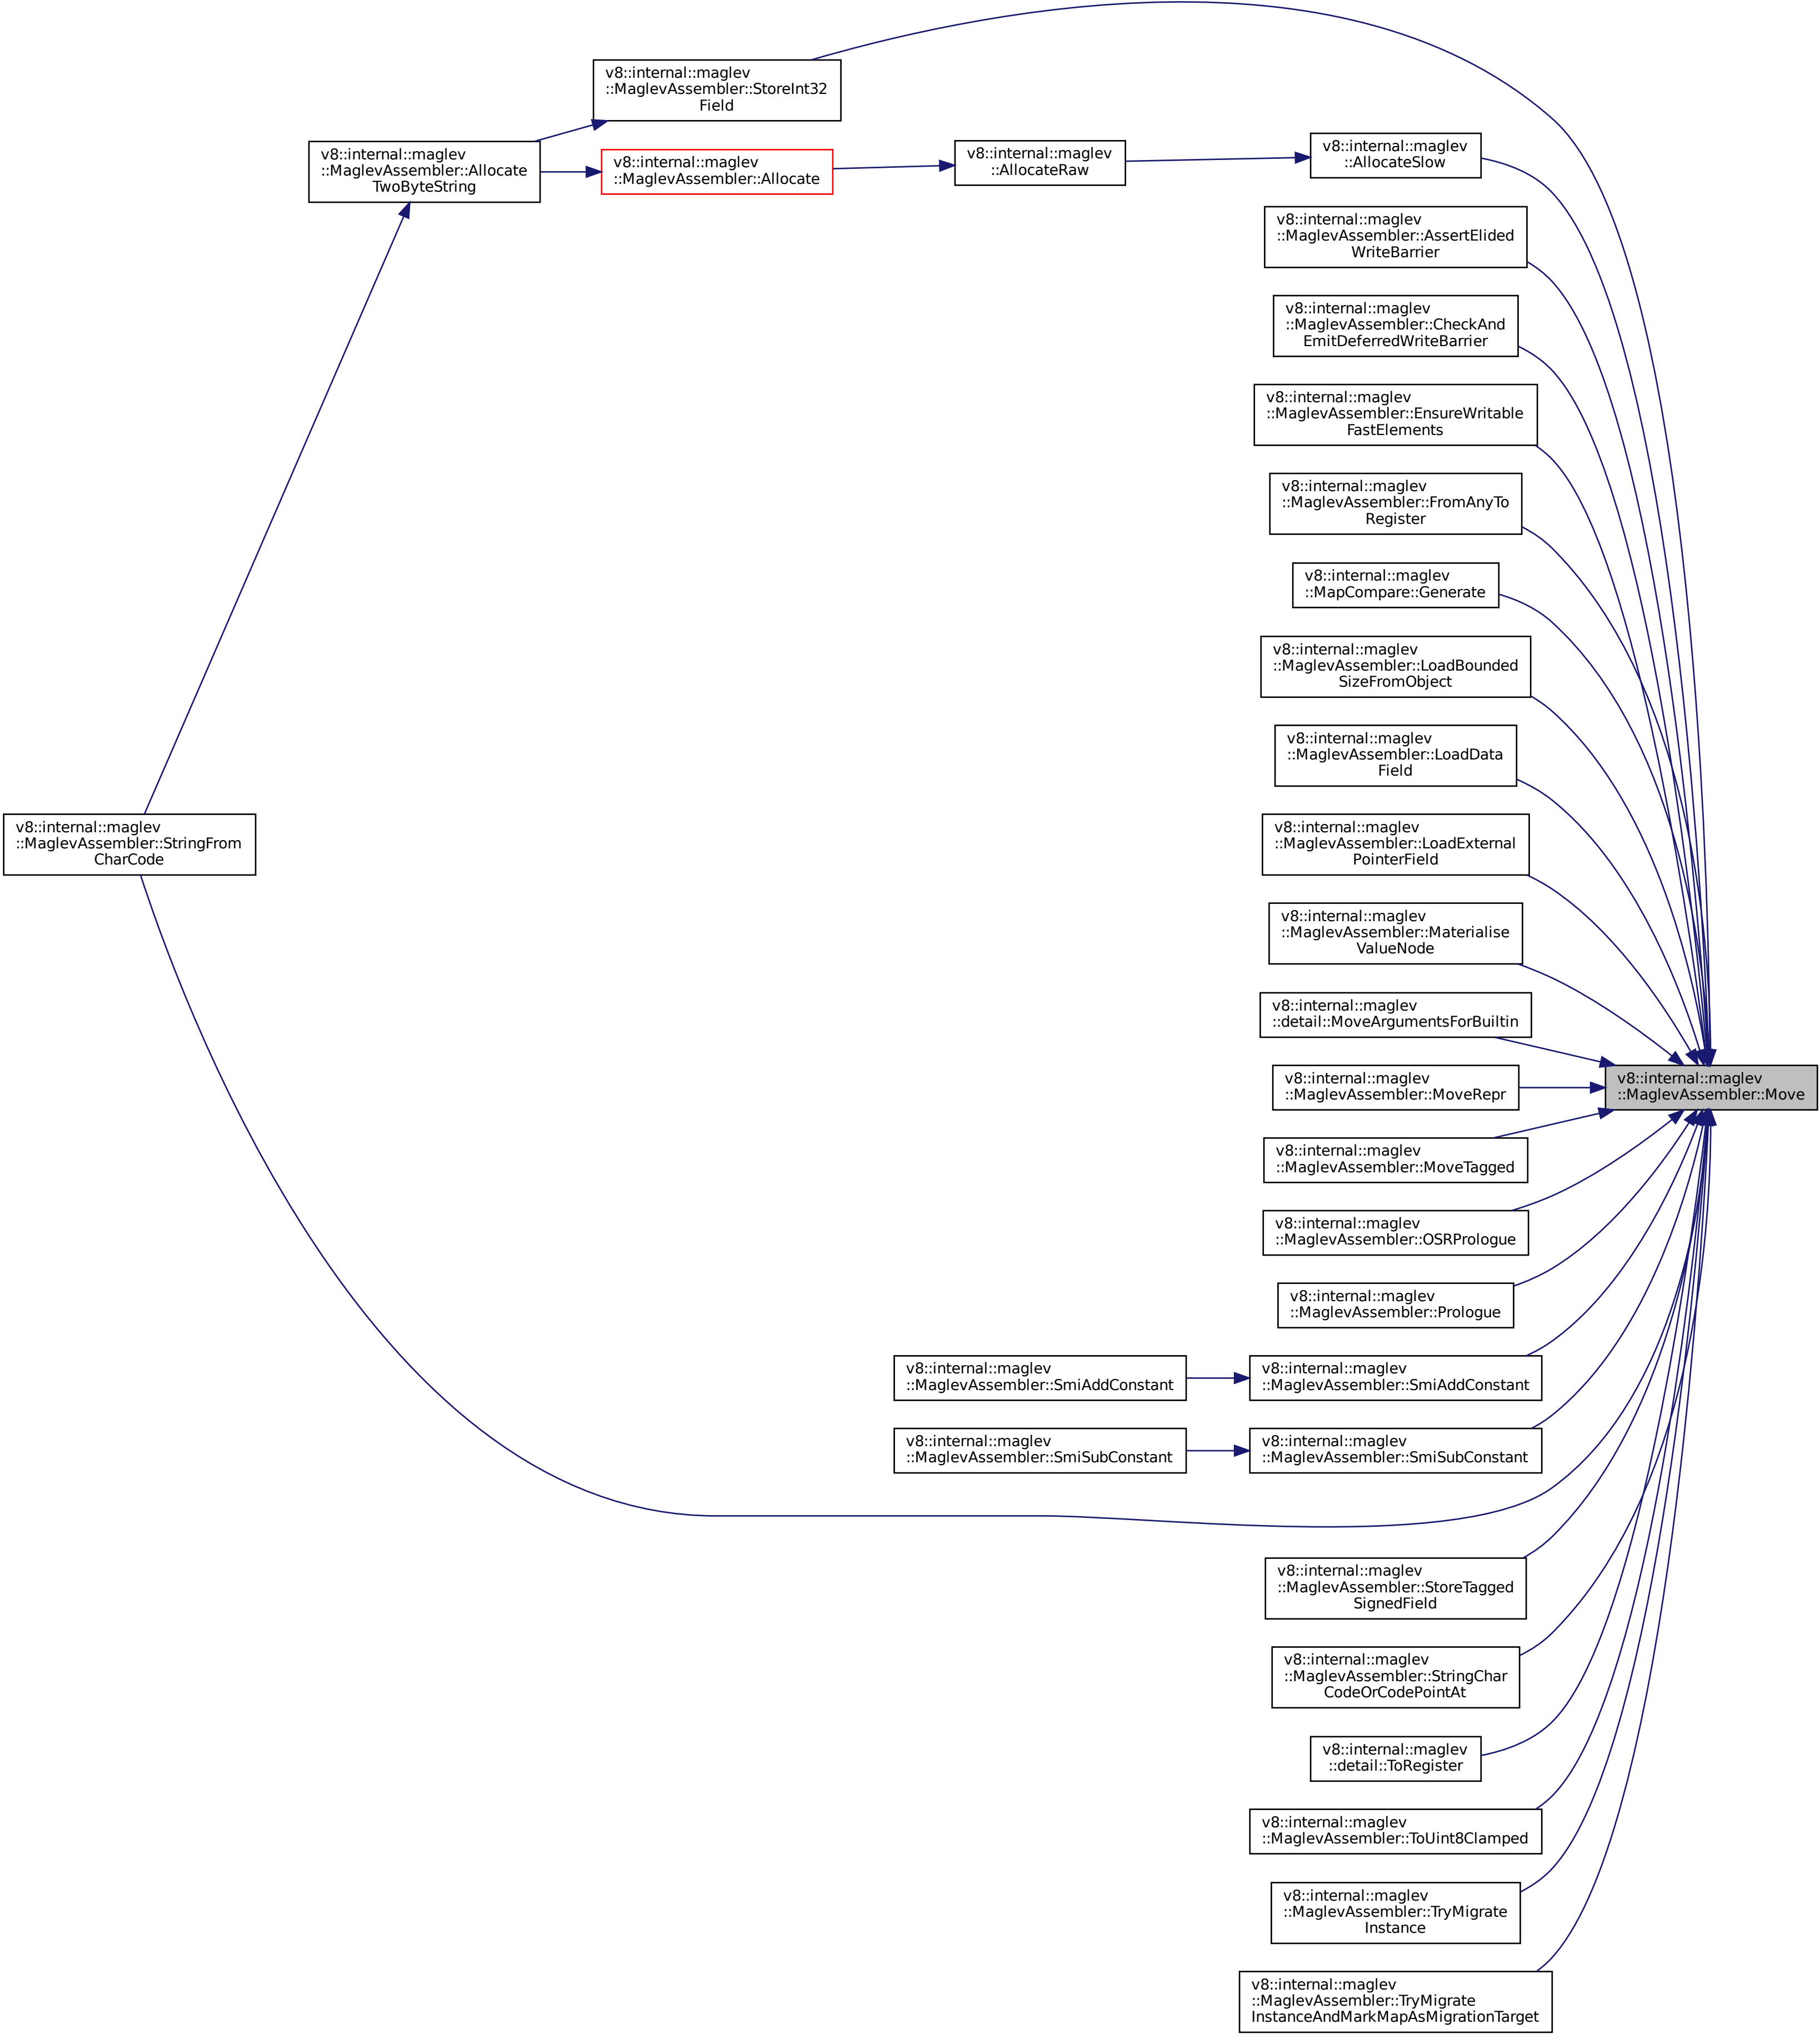 v8::internal::maglev
::MaglevAssembler::StoreInt32
Field
v8::internal::maglev
::MaglevAssembler::Allocate
TwoByteString
v8::internal::maglev
::MaglevAssembler::Allocate
v8::internal::maglev
::AllocateRaw
v8::internal::maglev
::AllocateSlow
v8::internal::maglev
::MaglevAssembler::AssertElided
WriteBarrier
v8::internal::maglev
::MaglevAssembler::CheckAnd
EmitDeferredWriteBarrier
v8::internal::maglev
::MaglevAssembler::EnsureWritable
FastElements
v8::internal::maglev
::MaglevAssembler::FromAnyTo
Register
v8::internal::maglev
::MapCompare::Generate
v8::internal::maglev
::MaglevAssembler::LoadBounded
SizeFromObject
v8::internal::maglev
::MaglevAssembler::LoadData
Field
v8::internal::maglev
::MaglevAssembler::StringFrom
CharCode
v8::internal::maglev
::MaglevAssembler::LoadExternal
PointerField
v8::internal::maglev
::MaglevAssembler::Materialise
ValueNode
v8::internal::maglev
::detail::MoveArgumentsForBuiltin
v8::internal::maglev
::MaglevAssembler::MoveRepr
v8::internal::maglev
::MaglevAssembler::Move
v8::internal::maglev
::MaglevAssembler::MoveTagged
v8::internal::maglev
::MaglevAssembler::OSRPrologue
v8::internal::maglev
::MaglevAssembler::Prologue
v8::internal::maglev
::MaglevAssembler::SmiAddConstant
v8::internal::maglev
::MaglevAssembler::SmiAddConstant
v8::internal::maglev
::MaglevAssembler::SmiSubConstant
v8::internal::maglev
::MaglevAssembler::SmiSubConstant
v8::internal::maglev
::MaglevAssembler::StoreTagged
SignedField
v8::internal::maglev
::MaglevAssembler::StringChar
CodeOrCodePointAt
v8::internal::maglev
::detail::ToRegister
v8::internal::maglev
::MaglevAssembler::ToUint8Clamped
v8::internal::maglev
::MaglevAssembler::TryMigrate
Instance
v8::internal::maglev
::MaglevAssembler::TryMigrate
InstanceAndMarkMapAsMigrationTarget